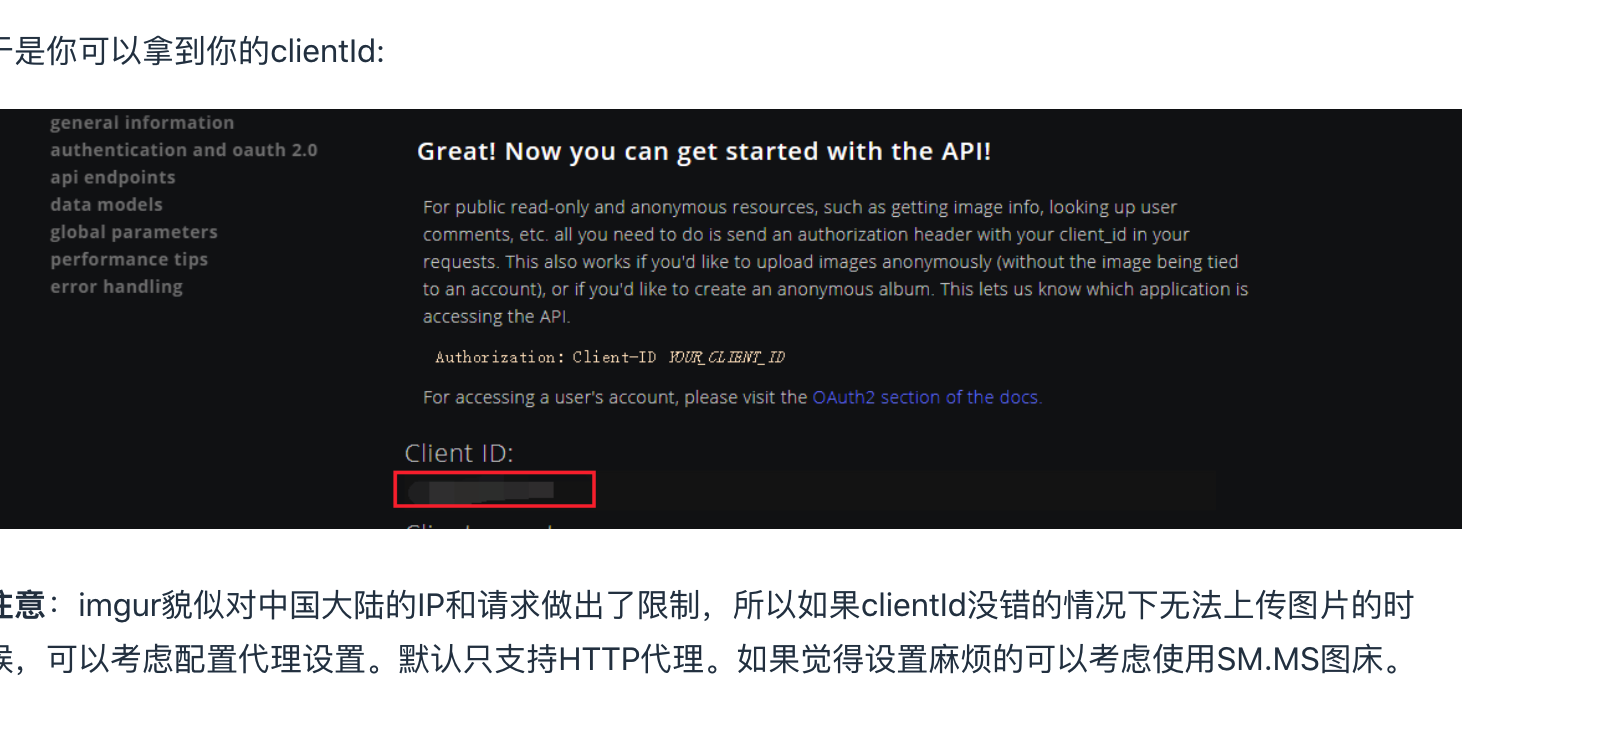 是你可以拿到你的clientId:
general information
authentication and oauth 2.0
api endpoints
data models
global parameters
performance tips
error handling
Great! Now you can get started with the API!
For public read-only and anonymous resources, such as getting image info, looking up user
comments, etc. all you need to do is send an authorization header with your client_id in your
requests. This also works if you'd like to upload images anonymously (without the image being tied
to an account), or if you'd like to create an anonymous album. This lets us know which application is
accessing the API.
Authorization: Client-ID YOUR_CLIENT_ID
For accessing a user's account, please visit the OAuth2 section of the docs.
Client ID:
注意：imgur貌似对中国大陆的IP和请求做出了限制，所以如果clientId没错的情况下无法上传图片的时
候，可以考虑配置代理设置。默认只支持HTTP代理。如果觉得设置麻烦的可以考虑使用SM.MS图床。